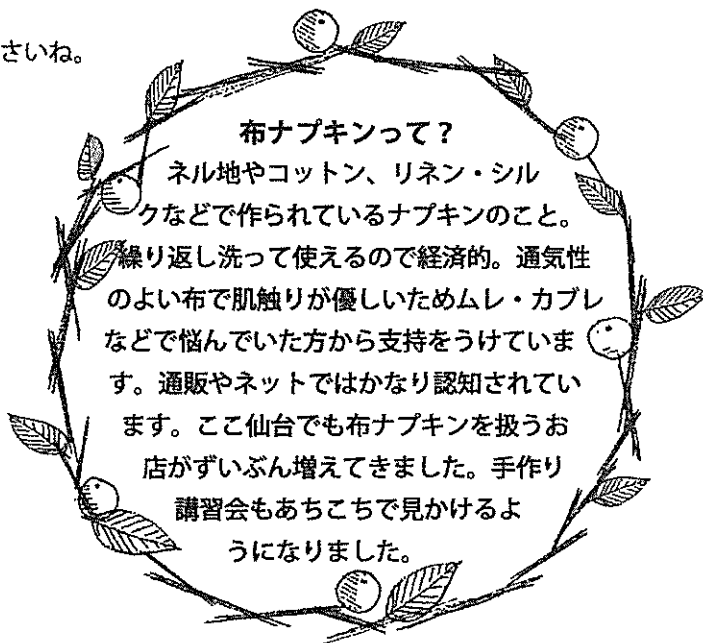 さいね。
布ナプキンって？
ネル地やコットン、リネン・シル
クなどで作られているナプキンのこと。
繰り返し洗って使えるので経済的。通気性
のよい布で肌触りが優しいためムレ・カブレ
などで悩んでいた方から支持をうけていま
す。通販やネットではかなり認知されてい
ます。ここ仙台でも布ナプキンを扱うお
店がずいぶん増えてきました。手作り
講習会もあちこちで見かけるよ
うになりました。